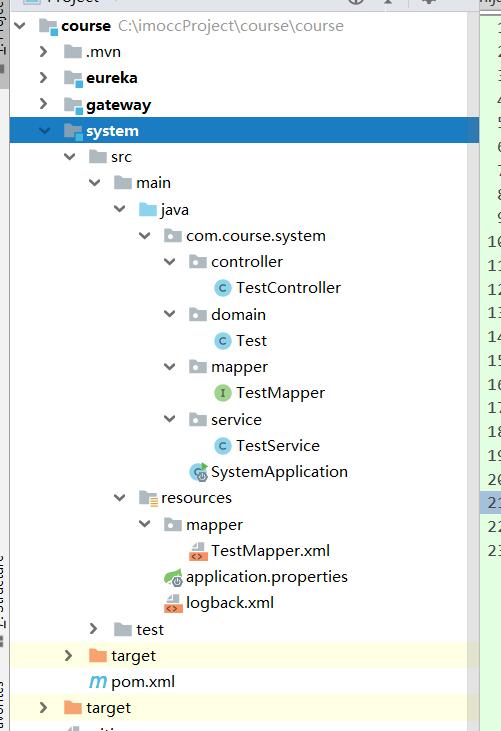 Project
course C:\imoccProject\course\course
.mvn
eureka
gateway
system
src
main
java
com.course.system
controller
C TestController
domain
C Test
mapper
I TestMapper
service
C TestService
SystemApplication
resources
mapper
TestMapper.xml
application.properties
logback.xml
test
target
m pom.xml
target